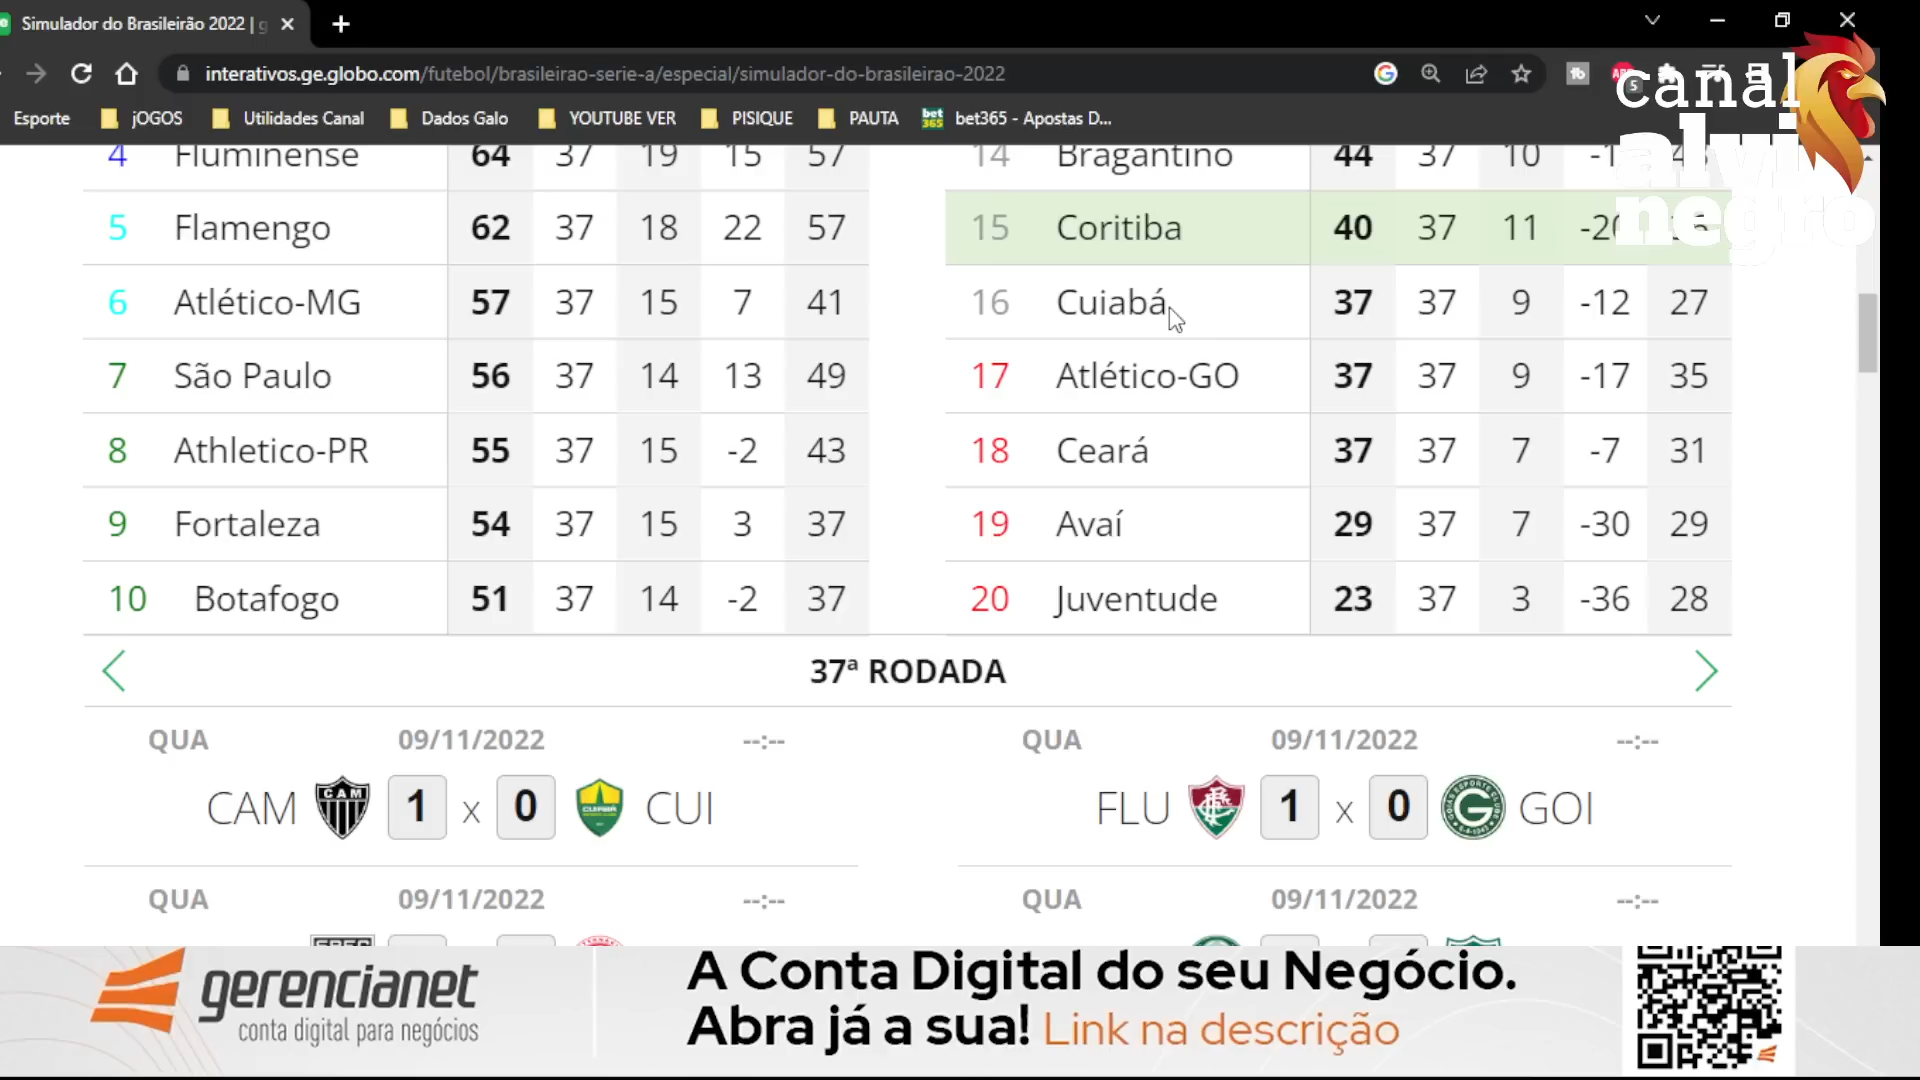 Simulador do Brasileirão 2022 | g
interativos.ge.globo.com/futebol/brasileirao-serie-a/especial/simulador-do-brasileirao-2022
Esporte jOGOS Utilidades Canal Dados Galo YOUTUBE VER PISIQUE PAUTA bet365 bet365 - Apostas D...
canal
alvi
negro
4 Fluminense 64 37 19 15 57
14 Bragantino 44 37 10
5 Flamengo 62 37 18 22 57
15 Coritiba 40 37 11
6 Atlético-MG 57 37 15 7 41
16 Cuiabá 37 37 9 -12 27
7 São Paulo 56 37 14 13 49
17 Atlético-GO 37 37 9 -17 35
8 Athletico-PR 55 37 15 -2 43
18 Ceará 37 37 7 -7 31
9 Fortaleza 54 37 15 3 37
19 Avaí 29 37 7 -30 29
10 Botafogo 51 37 14 -2 37
20 Juventude 23 37 3 -36 28
37ª RODADA
QUA 09/11/2022 --:--
CAM CAM 1 x 0 CUIABÁ CUI
QUA 09/11/2022 --:--
FLU 1 x 0 G GOI
QUA 09/11/2022 --:--
QUA 09/11/2022 --:--
gerencianet
conta digital para negócios
A Conta Digital do seu Negócio.
Abra já a sua! Link na descrição